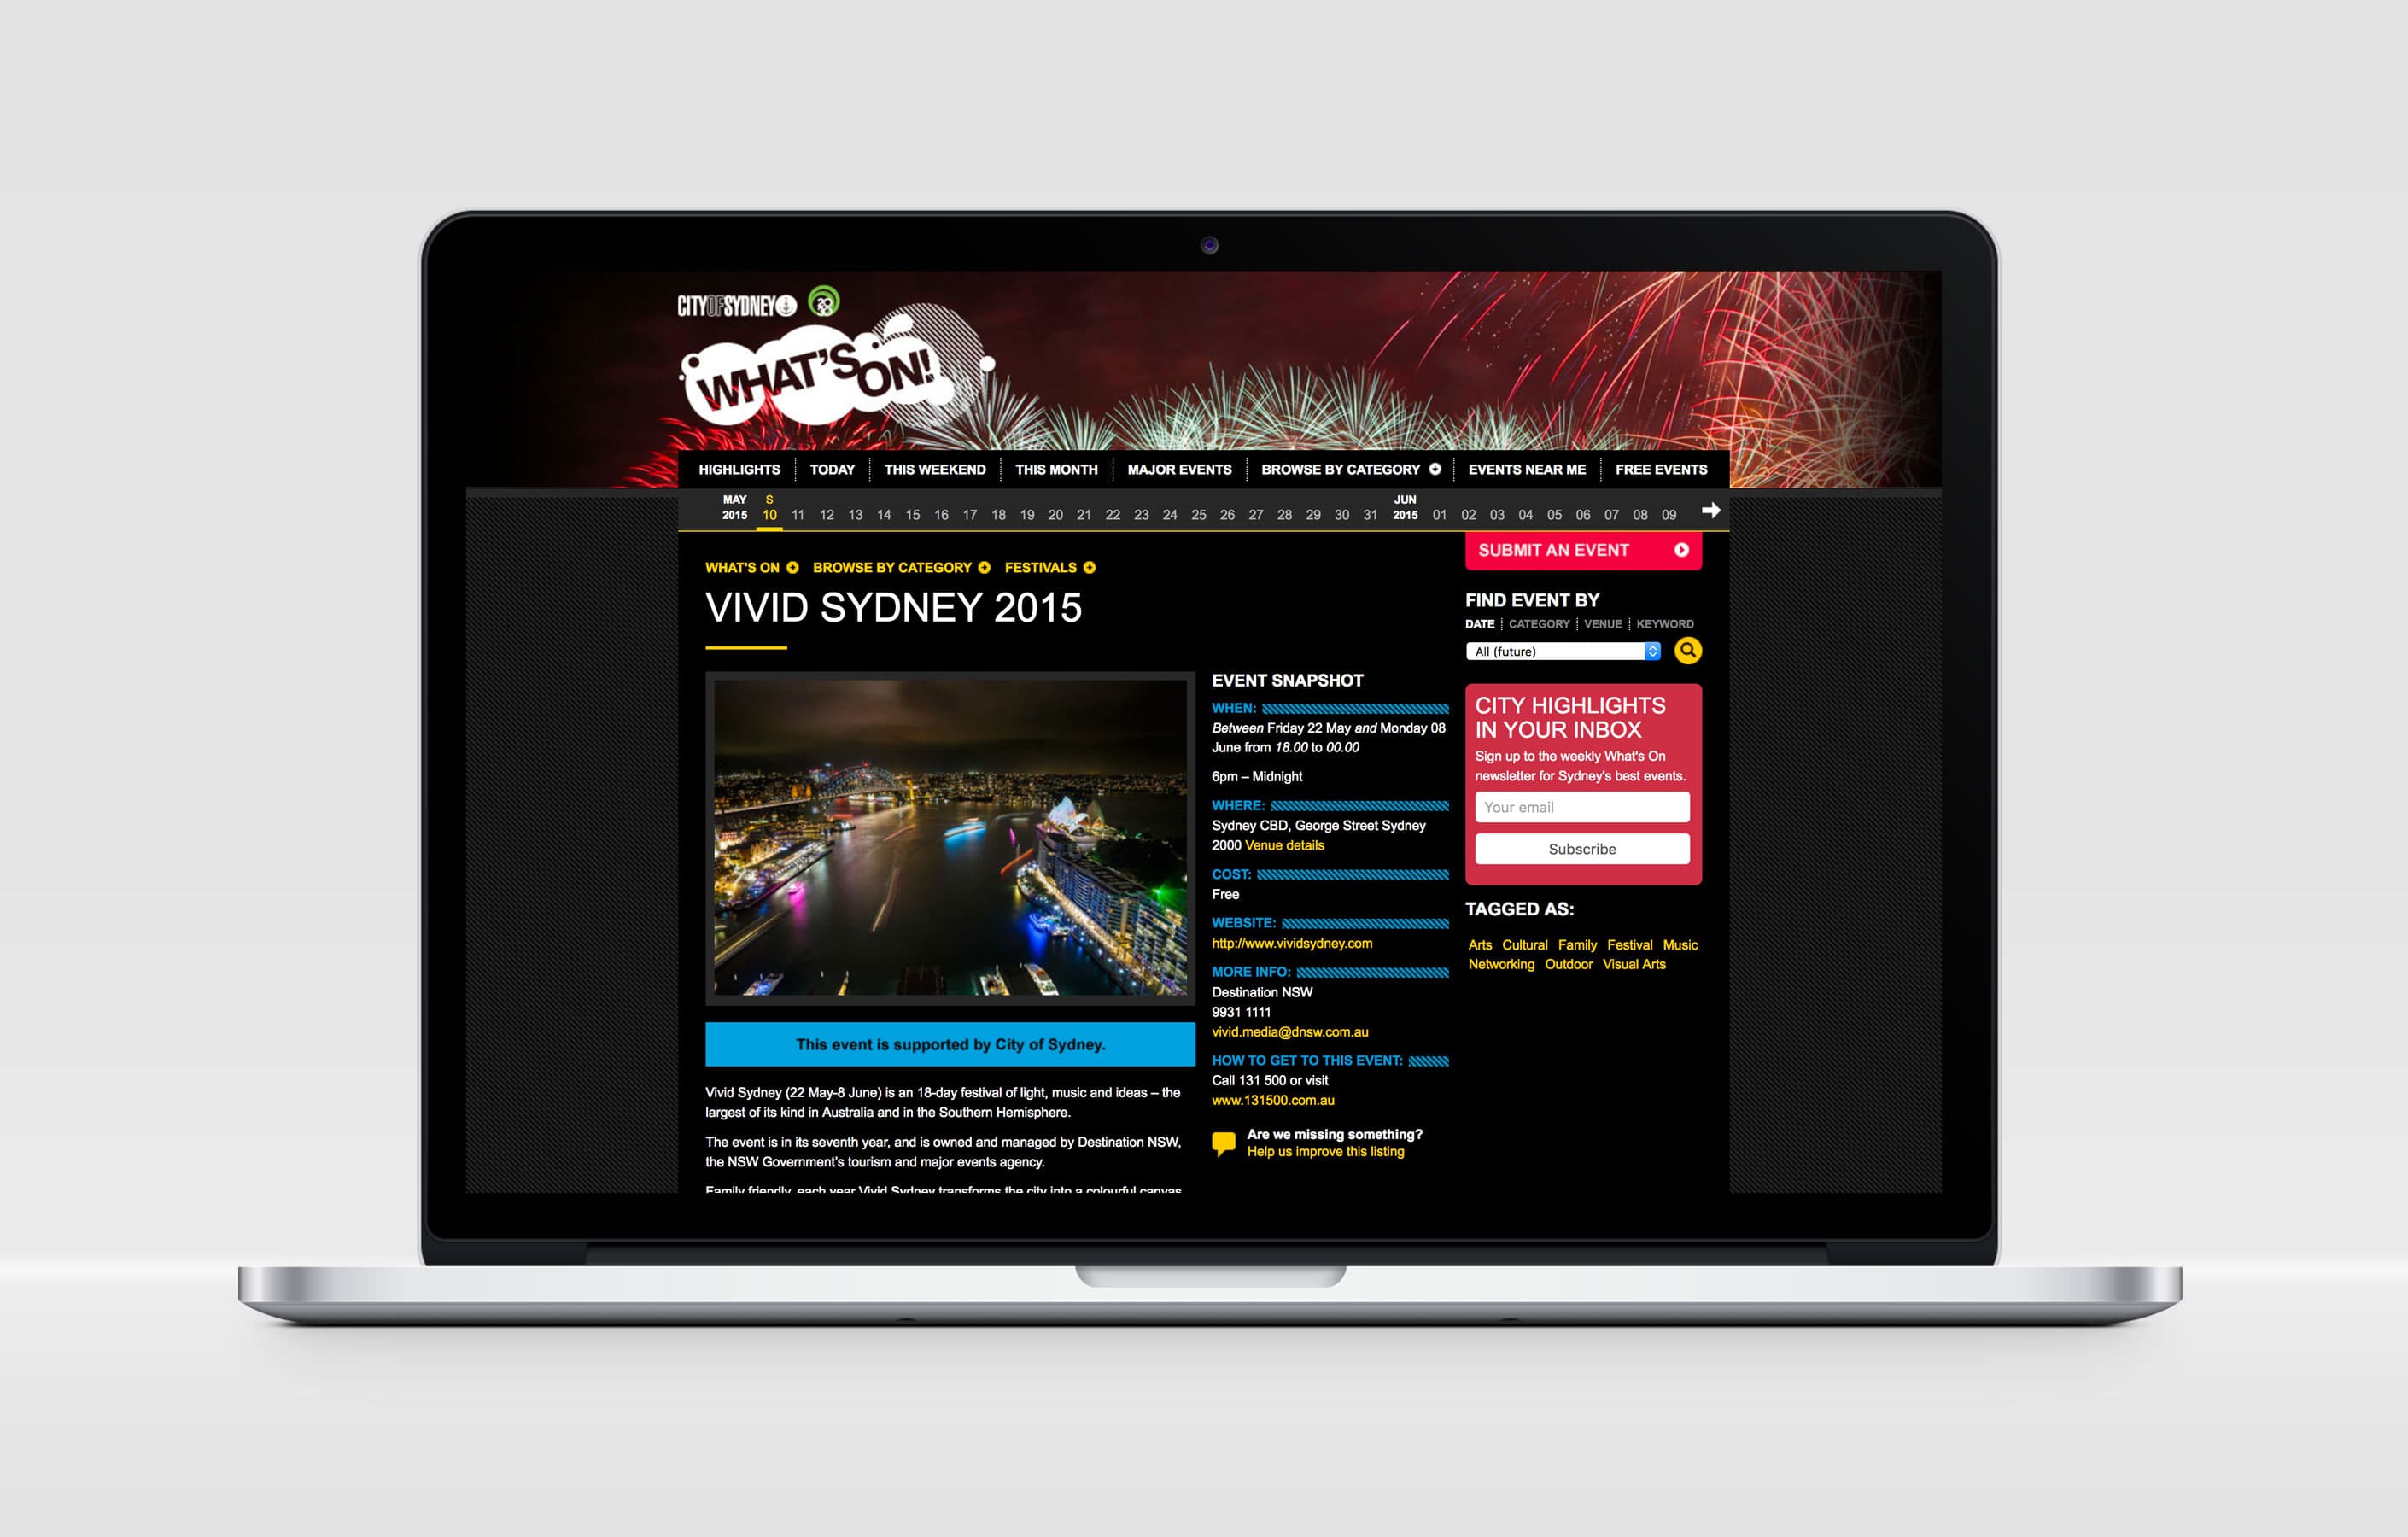 CITYOFSYDNEY
2030
WHAT'S ON!
HIGHLIGHTS TODAY THIS WEEKEND THIS MONTH MAJOR EVENTS BROWSE BY CATEGORY EVENTS NEAR ME FREE EVENTS
MAY S JUN
2015 10 11 12 13 14 15 16 17 18 19 20 21 22 23 24 25 26 27 28 29 30 31 2015 01 02 03 04 05 06 07 08 09
WHAT'S ON BROWSE BY CATEGORY FESTIVALS
VIVID SYDNEY 2015
This event is supported by City of Sydney.
Vivid Sydney (22 May-8 June) is an 18-day festival of light, music and ideas – the
largest of its kind in Australia and in the Southern Hemisphere.
The event is in its seventh year, and is owned and managed by Destination NSW,
the NSW Government's tourism and major events agency.
Family friendly, each year Vivid Sydney transforms the city into a colourful canvas
EVENT SNAPSHOT
WHEN:
Between Friday 22 May and Monday 08
June from 18.00 to 00.00
6pm – Midnight
WHERE:
Sydney CBD, George Street Sydney
2000 Venue details
COST:
Free
WEBSITE:
http://www.vividsydney.com
MORE INFO:
Destination NSW
9931 1111
vivid.media@dnsw.com.au
HOW TO GET TO THIS EVENT:
Call 131 500 or visit
www.131500.com.au
Are we missing something?
Help us improve this listing
SUBMIT AN EVENT
FIND EVENT BY
DATE CATEGORY VENUE KEYWORD
All (future)
CITY HIGHLIGHTS
IN YOUR INBOX
Sign up to the weekly What's On
newsletter for Sydney's best events.
Your email
Subscribe
TAGGED AS:
Arts Cultural Family Festival Music
Networking Outdoor Visual Arts